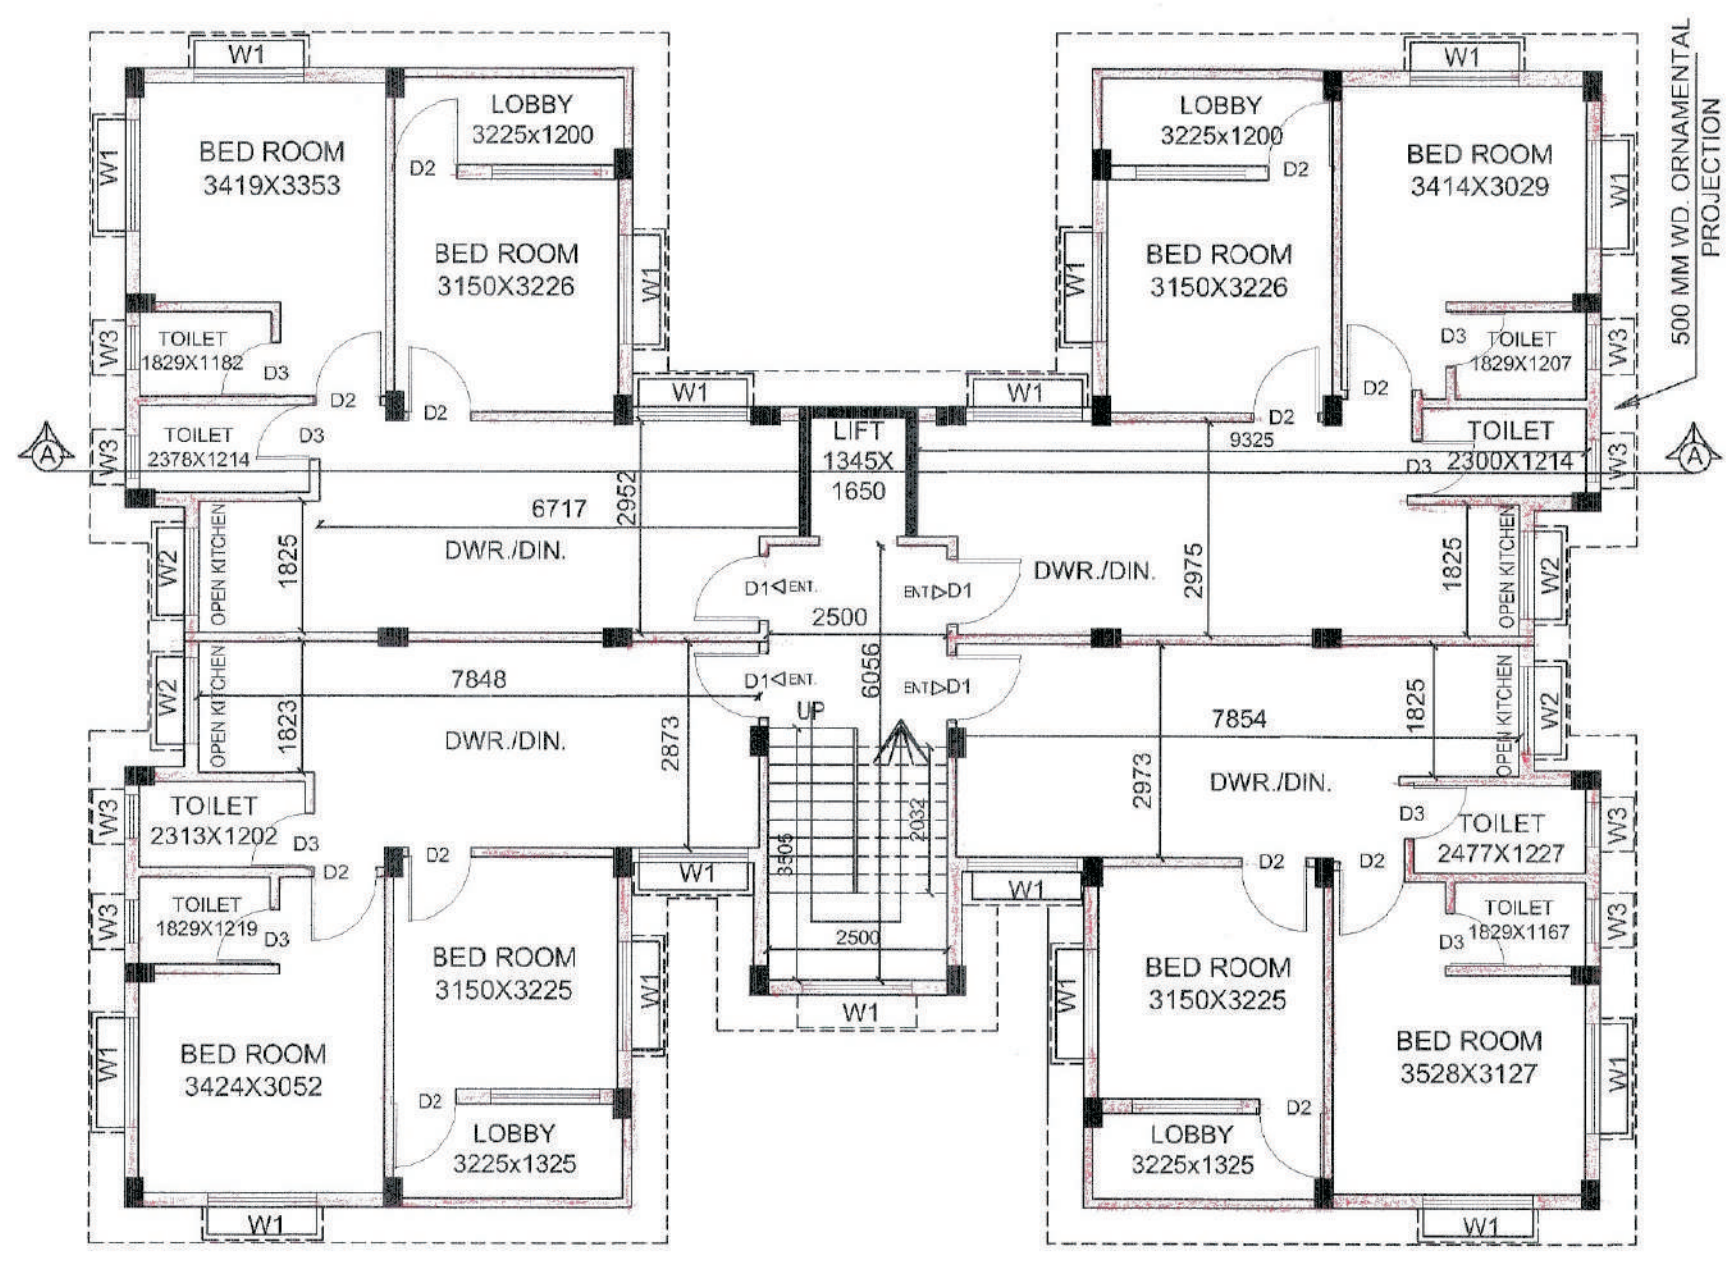 W1
W1
BED ROOM
3419X3353
LOBBY
3225x1200
D2
BED ROOM
3150X3226
W1
W3
TOILET
1829X1182
D3
D2
D2
W1
W3
TOILET
2378X1214
D3
A
6717
2952
OPEN KITCHEN
1825
W2
DWR./DIN.
LIFT
1345X
1650
W1
LOBBY
3225x1200
D2
BED ROOM
3414X3029
W1
BED ROOM
3150X3226
W1
W1
D2
D2
D3
TOILET
1829X1207
W3
9325
TOILET
2300X1214
D3
W3
A
500 MM WD. ORNAMENTAL
PROJECTION
DWR./DIN.
2975
1825
OPEN KITCHEN
W2
D1 ENT.
ENT D1
2500
6056
D1 ENT.
ENT D1
UP
3505
2032
2500
W1
7848
W2
OPEN KITCHEN
1823
DWR./DIN.
2873
TOILET
2313X1202
D3
W3
D2
D2
W1
TOILET
1829X1219
D3
W3
BED ROOM
3150X3225
W1
BED ROOM
3424X3052
W1
D2
LOBBY
3225x1325
W1
7854
1825
OPEN KITCHEN
W2
2973
DWR./DIN.
D3
TOILET
2477X1227
W3
D2
D2
W1
TOILET
1829X1167
D3
W3
BED ROOM
3150X3225
W1
BED ROOM
3528X3127
W1
D2
LOBBY
3225x1325
W1